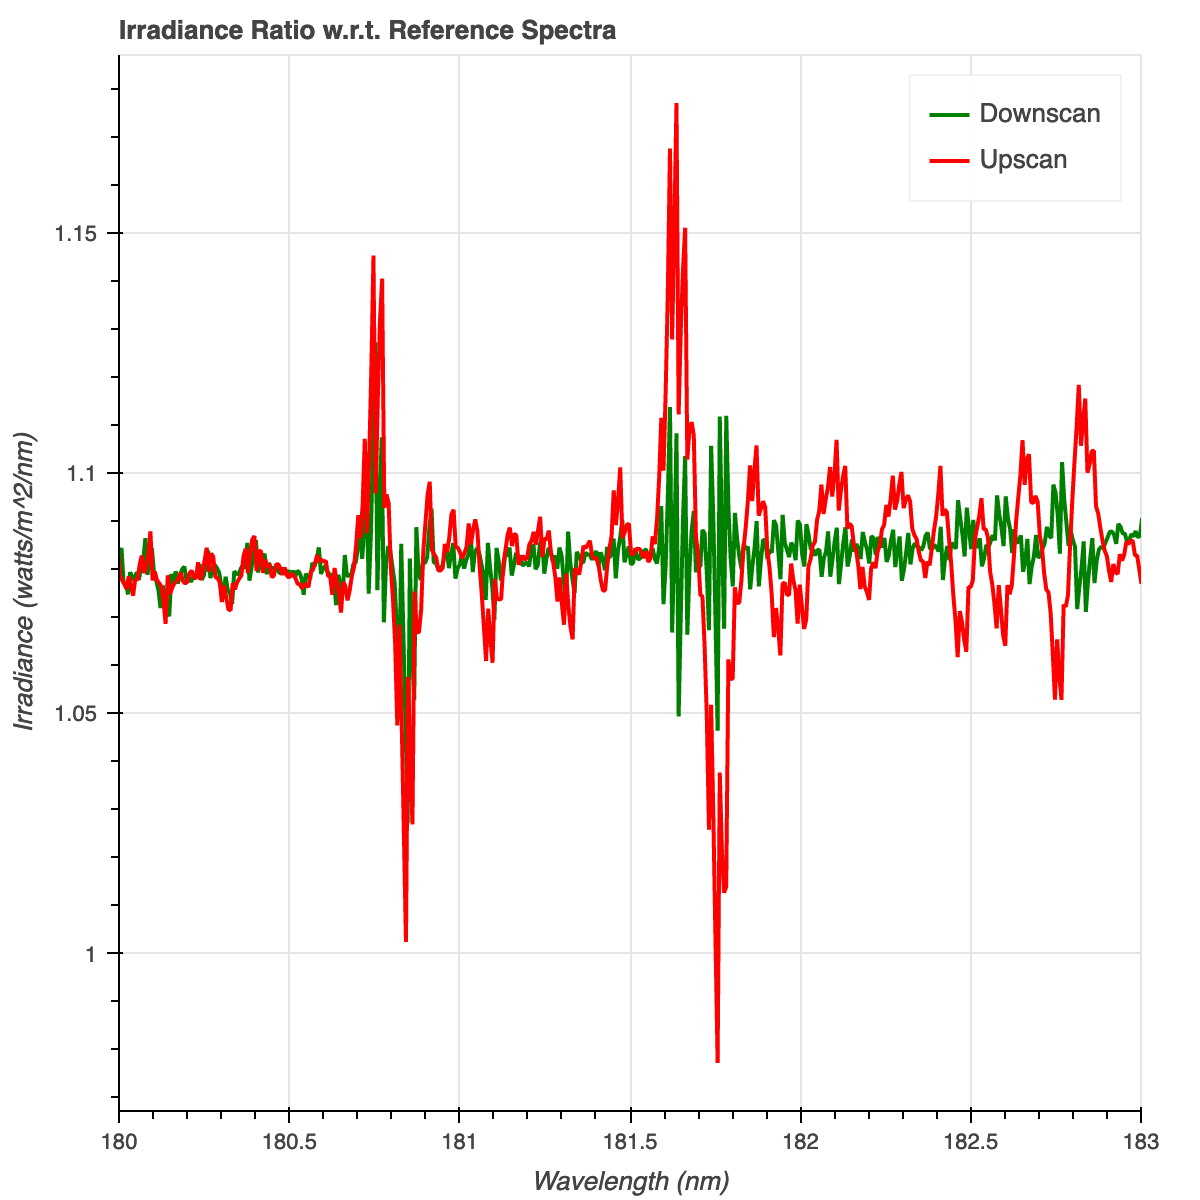 Irradiance Ratio w.r.t. Reference Spectra
Downscan
Upscan
1.15
1.1
1.05
1
Irradiance (watts/m^2/nm)
180 180.5 181 181.5 182 182.5 183
Wavelength (nm)